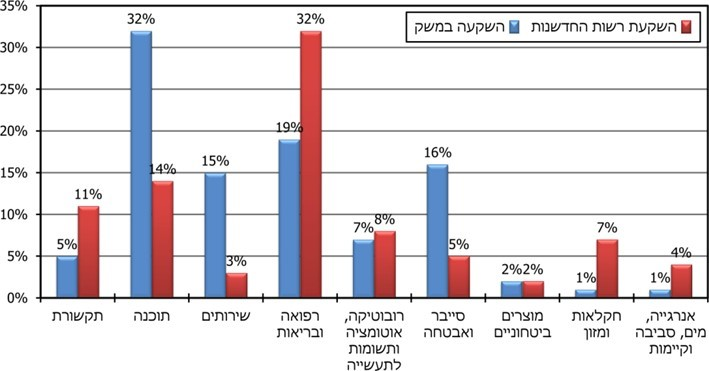 השקעת רשות החדשנות
השקעה במשק
35%
30%
25%
20%
15%
10%
5%
0%
5%
11%
32%
14%
15%
3%
19%
32%
7%
8%
16%
5%
2%
2%
1%
7%
1%
4%
תקשורת
תוכנה
שירותים
רפואה
ובריאות
רובוטיקה,
אוטומציה
ותשומות
לתעשייה
סייבר
ואבטחה
מוצרים
ביטחוניים
חקלאות
ומזון
אנרגייה,
מים, סביבה
וקיימות